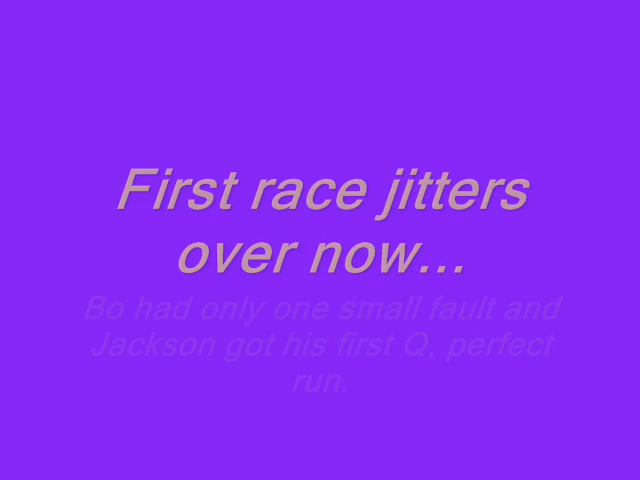 First race jitters
over now...
Bo had only one small fault and
Jackson got his first Q, perfect
run.